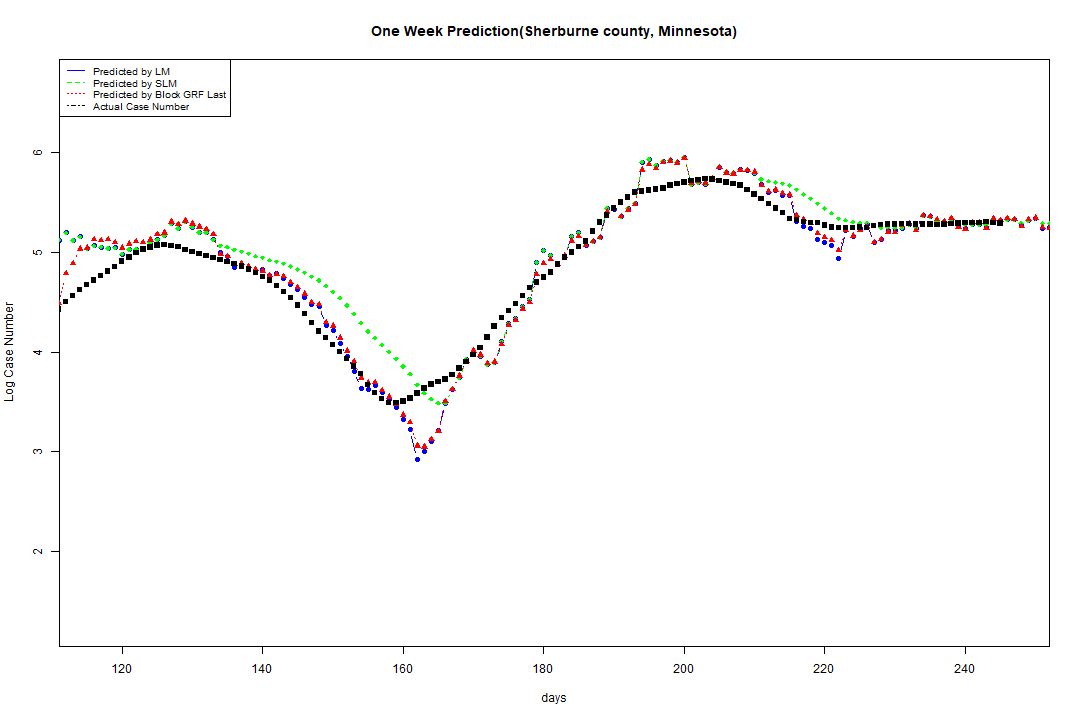 One Week Prediction(Sherburne county, Minnesota)
Predicted by LM
Predicted by SLM
Predicted by Block GRF Last
Actual Case Number
6
5
4
3
2
Log Case Number
120 140 160 180 200 220 240
days